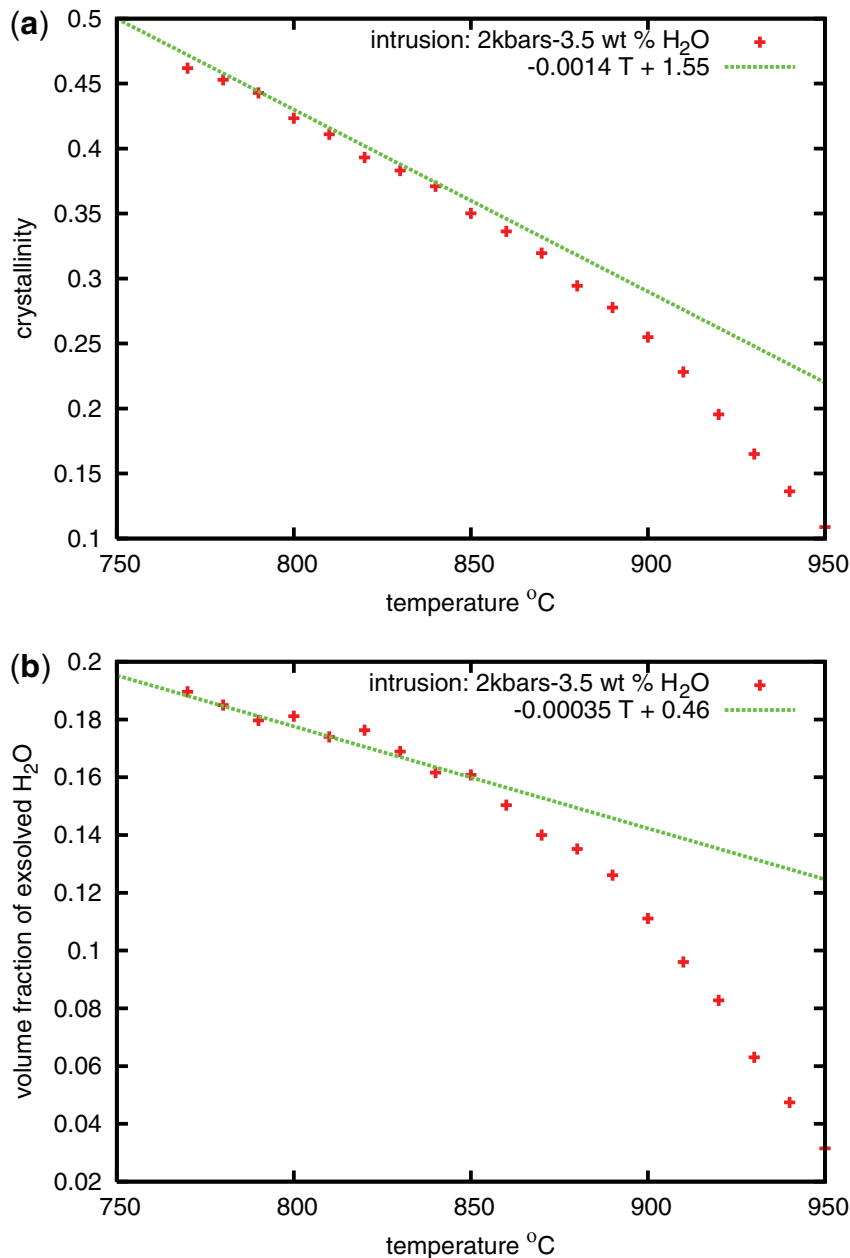 (a)
0.5
0.45
0.4
0.35
0.3
0.25
0.2
0.15
0.1
crystallinity
intrusion: 2kbars-3.5 wt % H₂O
-0.0014 T + 1.55
750
800
850
900
950
temperature °C
(b)
0.2
0.18
0.16
0.14
0.12
0.1
0.08
0.06
0.04
0.02
volume fraction of exsolved H₂O
intrusion: 2kbars-3.5 wt % H₂O
-0.00035 T + 0.46
750
800
850
900
950
temperature °C